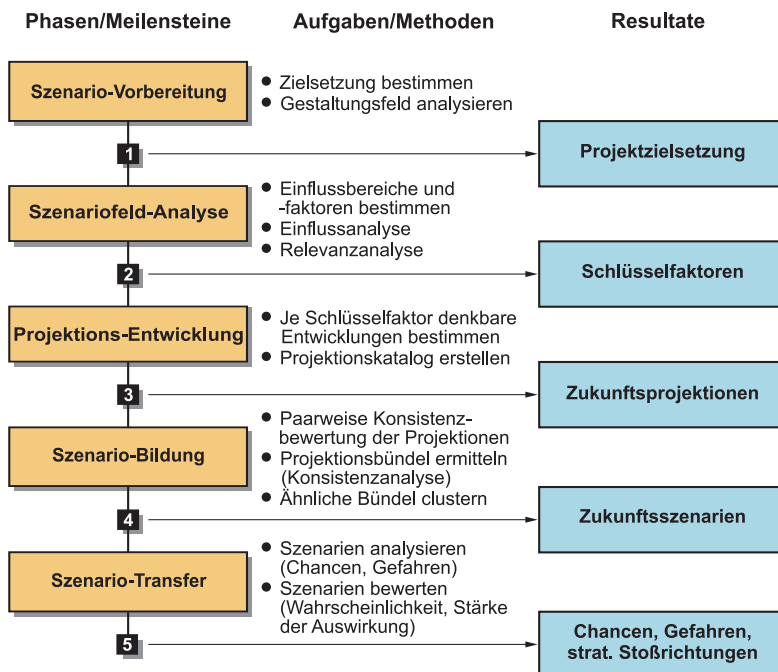 Phasen/Meilensteine
Aufgaben/Methoden
Resultate
Szenario-Vorbereitung
● Zielsetzung bestimmen
● Gestaltungsfeld analysieren
1
Projektzielsetzung
Szenariofeld-Analyse
● Einflussbereiche und
-faktoren bestimmen
● Einflussanalyse
● Relevanzanalyse
2
Schlüsselfaktoren
Projektions-Entwicklung
● Je Schlüsselfaktor denkbare
Entwicklungen bestimmen
● Projektionskatalog erstellen
3
Zukunftsprojektionen
Szenario-Bildung
● Paarweise Konsistenz-
bewertung der Projektionen
● Projektionsbündel ermitteln
(Konsistenzanalyse)
● Ähnliche Bündel clustern
4
Zukunftsszenarien
Szenario-Transfer
● Szenarien analysieren
(Chancen, Gefahren)
● Szenarien bewerten
(Wahrscheinlichkeit, Stärke
der Auswirkung)
5
Chancen, Gefahren,
strat. Stoßrichtungen